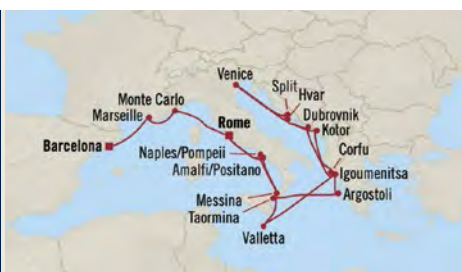 Venice
Split
Hvar
Monte Carlo
Dubrovnik
Marseille
Rome
Kotor
Barcelona
Corfu
Naples/Pompeii
Igoumenitsa
Amalfi/Positano
Messina
Argostoli
Taormina
Valletta